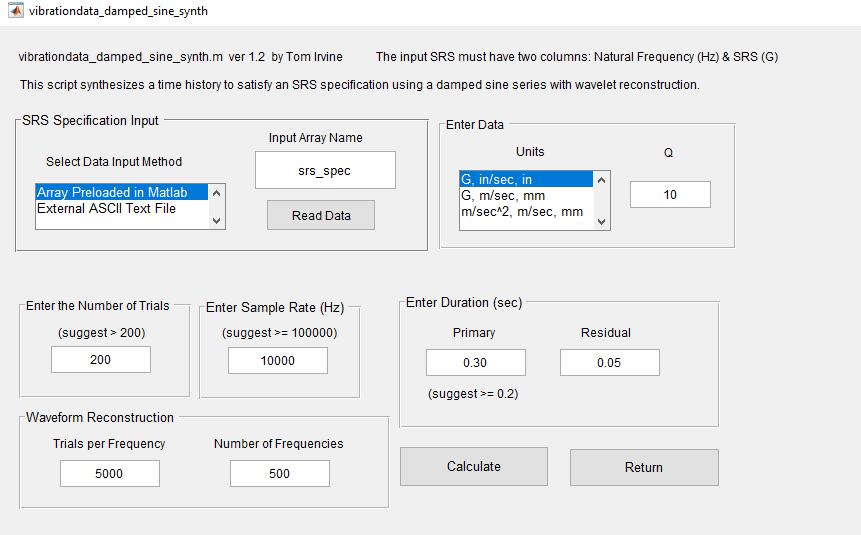 vibrationdata_damped_sine_synth
vibrationdata_damped_sine_synth.m ver 1.2 by Tom Irvine The input SRS must have two columns: Natural Frequency (Hz) & SRS (G)
This script synthesizes a time history to satisfy an SRS specification using a damped sine series with wavelet reconstruction.
SRS Specification Input
Select Data Input Method
Array Preloaded in Matlab
External ASCII Text File
Input Array Name
srs_spec
Read Data
Enter Data
Units
G, in/sec, in
G, m/sec, mm
m/sec^2, m/sec, mm
Q
10
Enter the Number of Trials
(suggest > 200)
200
Enter Sample Rate (Hz)
(suggest >= 100000)
10000
Enter Duration (sec)
Primary
0.30
(suggest >= 0.2)
Residual
0.05
Waveform Reconstruction
Trials per Frequency
5000
Number of Frequencies
500
Calculate
Return